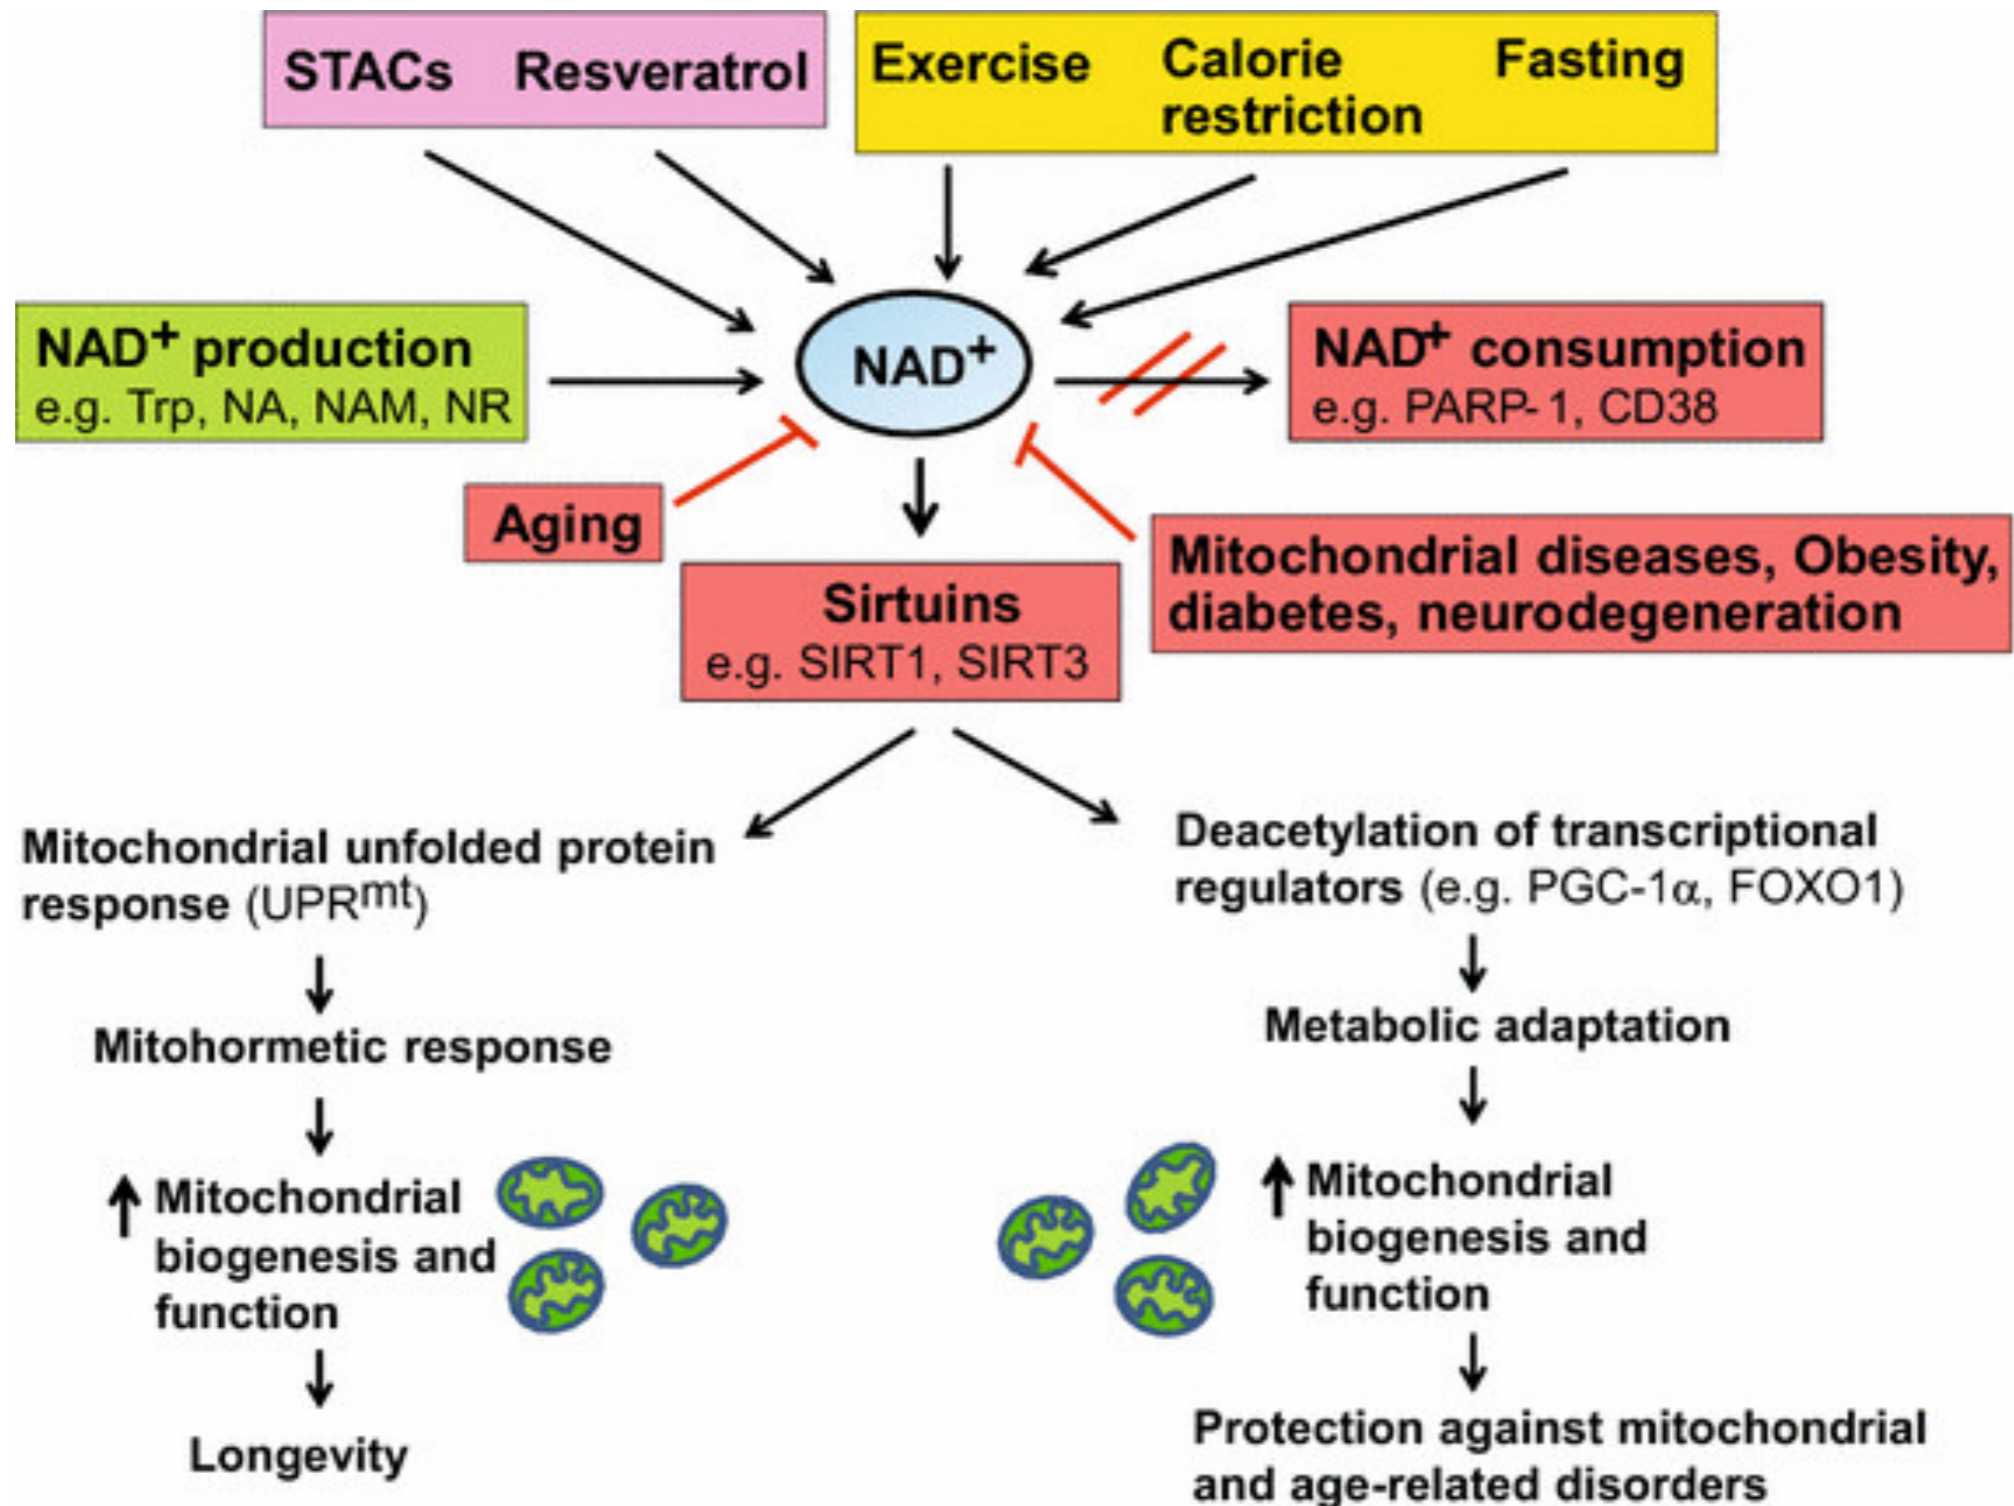 STACs Resveratrol
Exercise Calorie restriction Fasting
NAD+ production
e.g. Trp, NA, NAM, NR
NAD+
NAD+ consumption
e.g. PARP-1, CD38
Aging
Sirtuins
e.g. SIRT1, SIRT3
Mitochondrial diseases, Obesity,
diabetes, neurodegeneration
Mitochondrial unfolded protein
response (UPRmt)
Mitohormetic response
Mitochondrial
biogenesis and
function
Longevity
Deacetylation of transcriptional
regulators (e.g. PGC-1α, FOXO1)
Metabolic adaptation
Mitochondrial
biogenesis and
function
Protection against mitochondrial
and age-related disorders